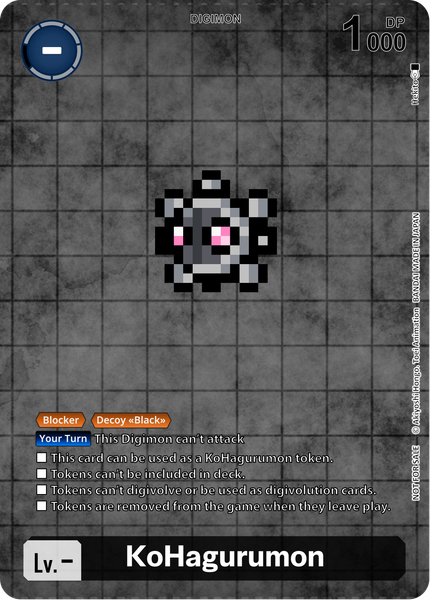 DIGIMON
DP
1000
-
Blocker Decoy «Black»
Your Turn This Digimon can't attack
This card can be used as a KoHagurumon token.
Tokens can't be included in deck.
Tokens can't digivolve or be used as digivolution cards.
Tokens are removed from the game when they leave play.
Lv.-
KoHagurumon
NOT FOR SALE © Akiyoshi Hongo, Toei Animation BANDAI MADE IN JAPAN